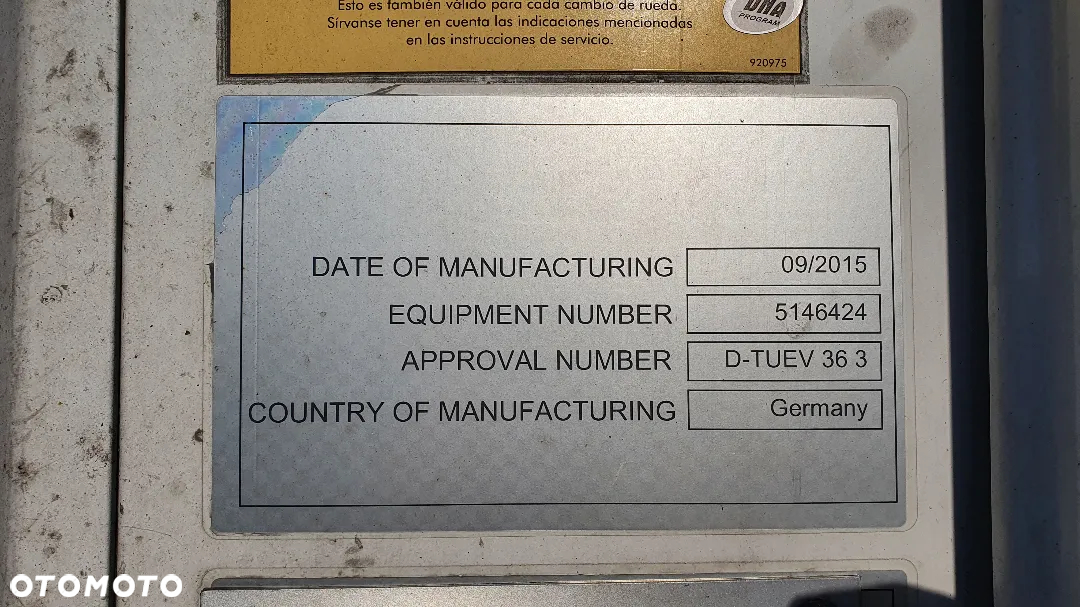 Esto es también válido para cada cambio de rueda.
Sírvanse tener en cuenta las indicaciones mencionadas
en las instrucciones de servicio.
DNA
PROGRAM
920975
DATE OF MANUFACTURING 09/2015
EQUIPMENT NUMBER 5146424
APPROVAL NUMBER D-TUEV 36 3
COUNTRY OF MANUFACTURING Germany
OTOMOTO